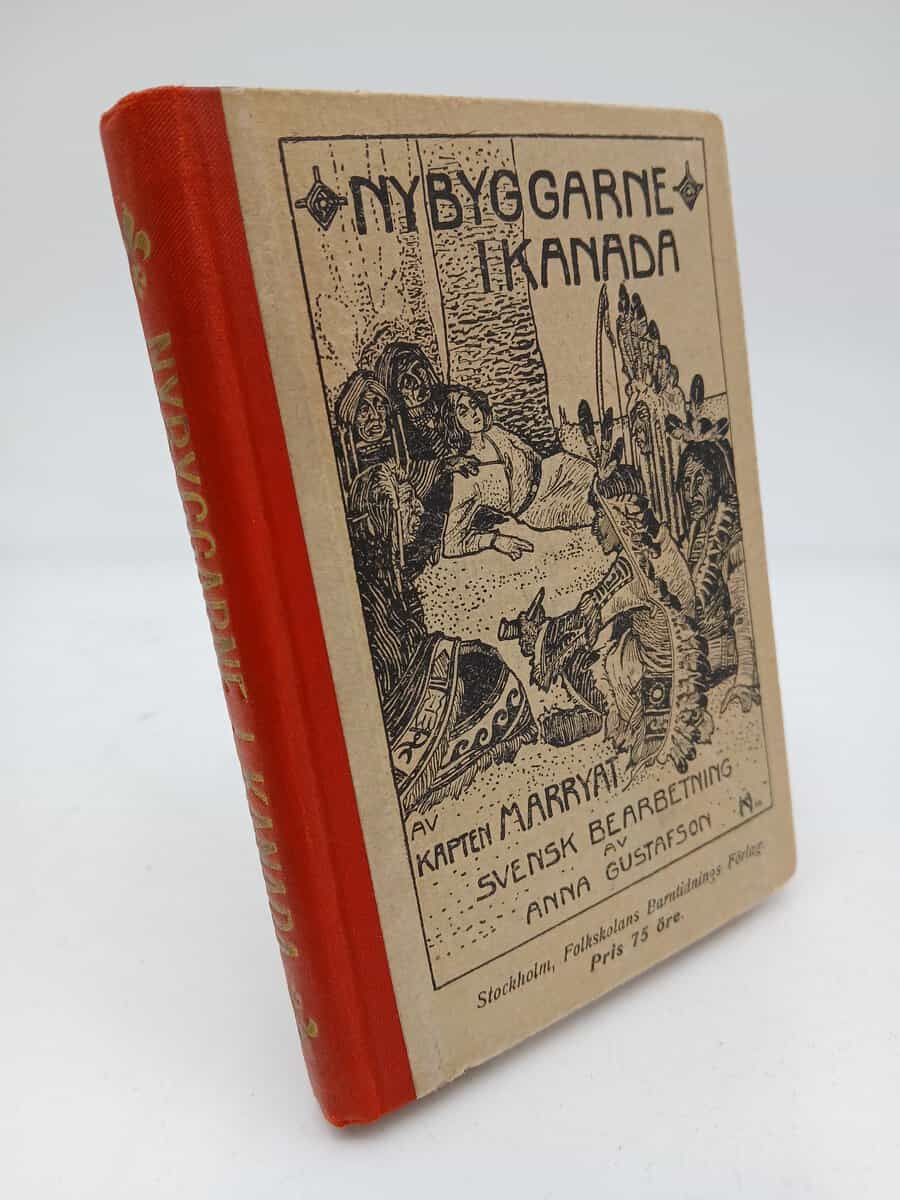 NYBYGGARNE I KANADA
NYBYGGARNE
I KANADA
AV
KAPTEN MARRYAT
SVENSK BEARBETNING
AV
ANNA GUSTAFSON
Stockholm, Folkskolans Barntidnings Förlag.
Pris 75 öre.